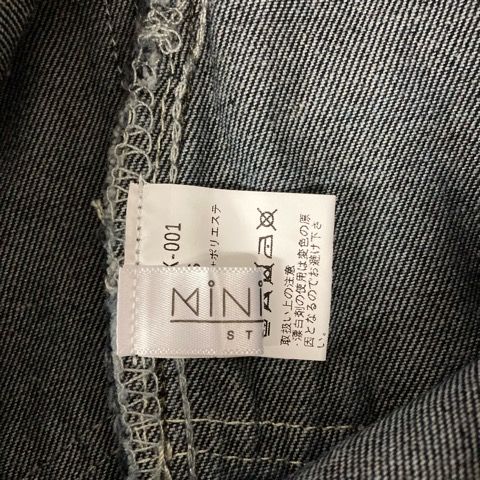 -001
ポリエステ
取扱い上の注意
・漂白剤の使用は変色の原
因となるのでお避け下さ
い。
MiNi
ST